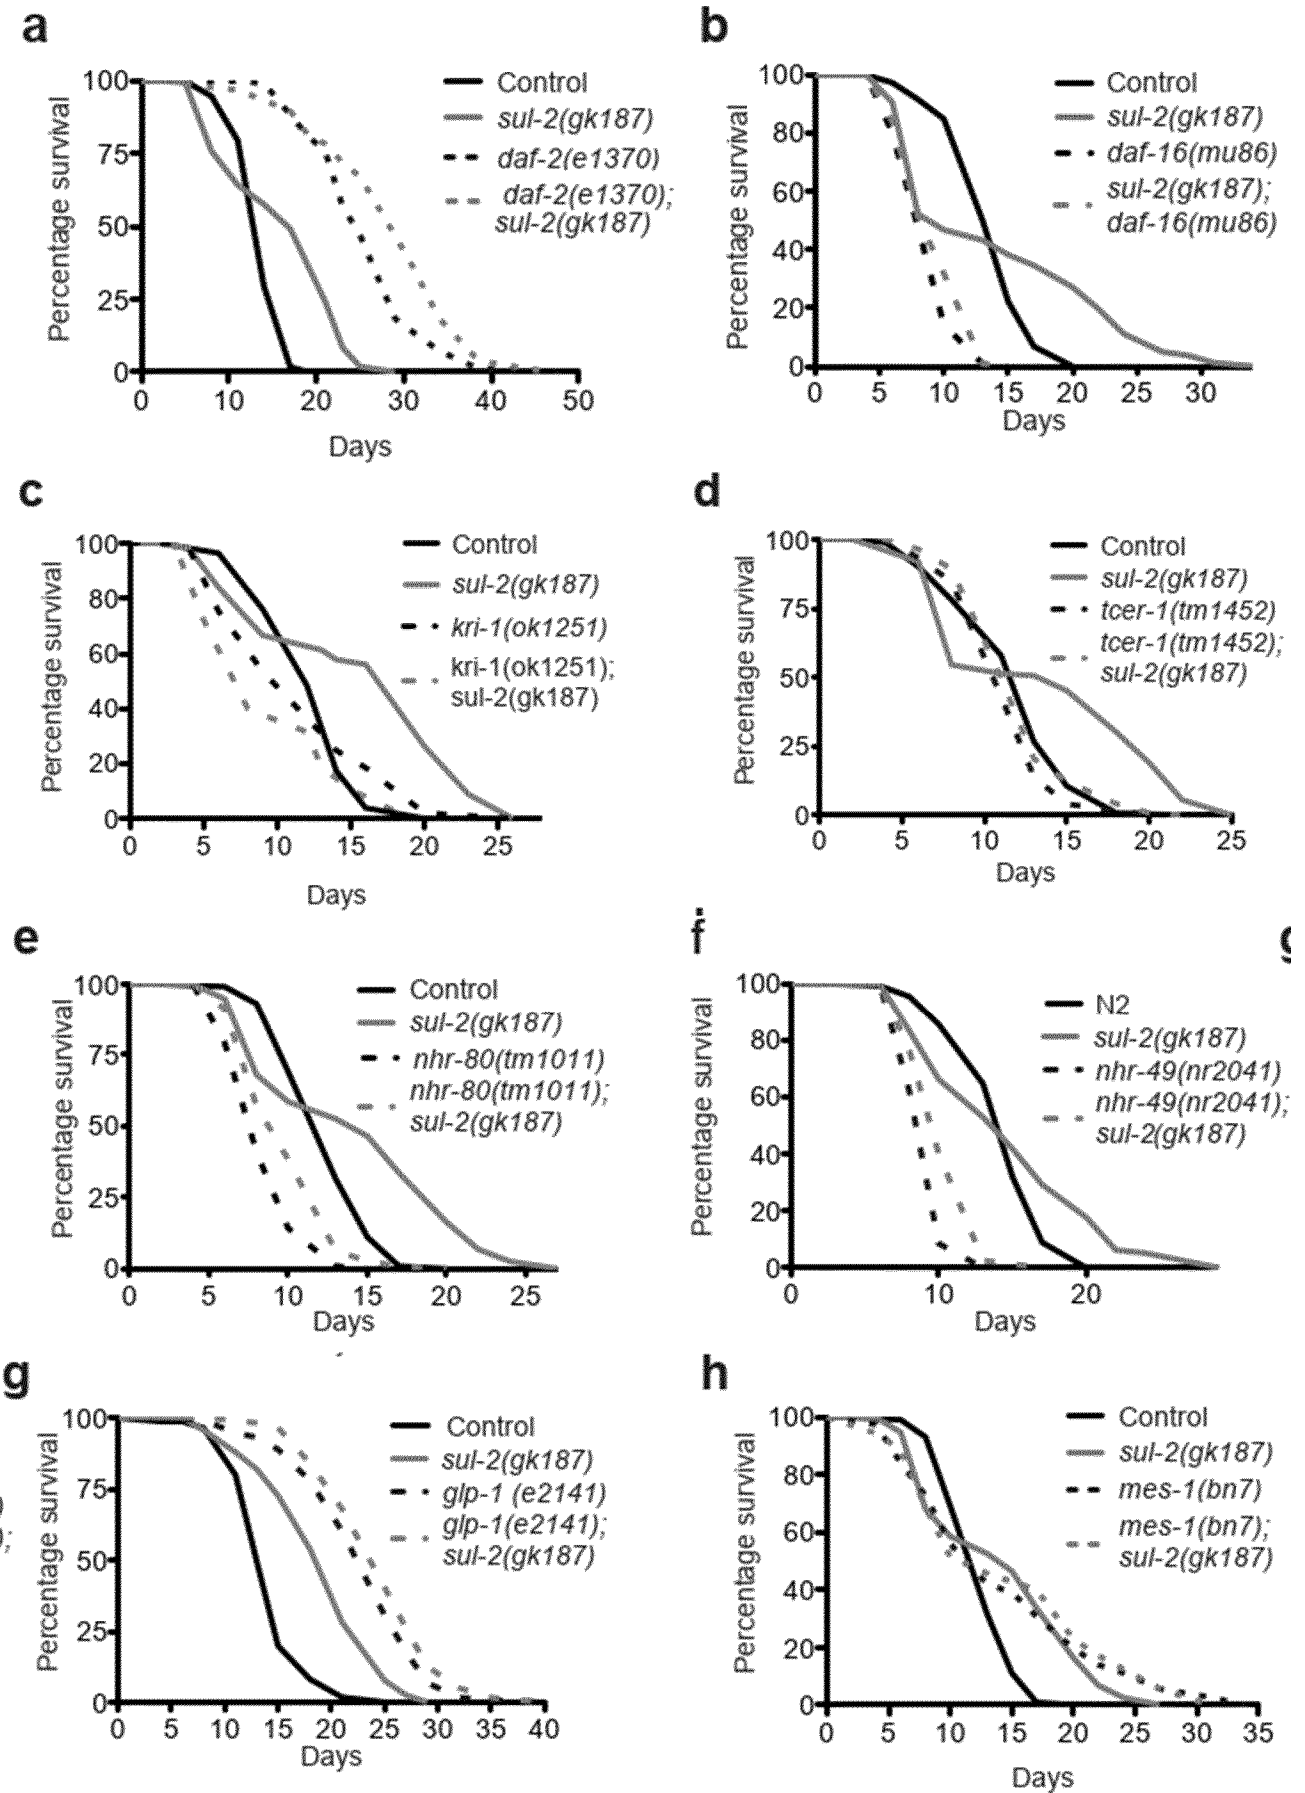 a
100
75
50
25
0
0 10 20 30 40 50
Percentage survival
Days
Control
sul-2(gk187)
daf-2(e1370)
daf-2(e1370);
sul-2(gk187)
b
100
80
60
40
20
0
0 5 10 15 20 25 30
Percentage survival
Days
Control
sul-2(gk187)
daf-16(mu86)
sul-2(gk187);
daf-16(mu86)
c
100
80
60
40
20
0
0 5 10 15 20 25
Percentage survival
Days
Control
sul-2(gk187)
kri-1(ok1251)
kri-1(ok1251);
sul-2(gk187)
d
100
75
50
25
0
0 5 10 15 20 25
Percentage survival
Days
Control
sul-2(gk187)
tcer-1(tm1452)
tcer-1(tm1452);
sul-2(gk187)
e
100
75
50
25
0
0 5 10 15 20 25
Percentage survival
Days
Control
sul-2(gk187)
nhr-80(tm1011)
nhr-80(tm1011);
sul-2(gk187)
f
100
80
60
40
20
0
0 10 20
Percentage survival
Days
N2
sul-2(gk187)
nhr-49(nr2041)
nhr-49(nr2041);
sul-2(gk187)
g
100
75
50
25
0
0 5 10 15 20 25 30 35 40
Percentage survival
Days
Control
sul-2(gk187)
glp-1 (e2141)
glp-1(e2141);
sul-2(gk187)
h
100
80
60
40
20
0
0 5 10 15 20 25 30 35
Percentage survival
Days
Control
sul-2(gk187)
mes-1(bn7)
mes-1(bn7);
sul-2(gk187)